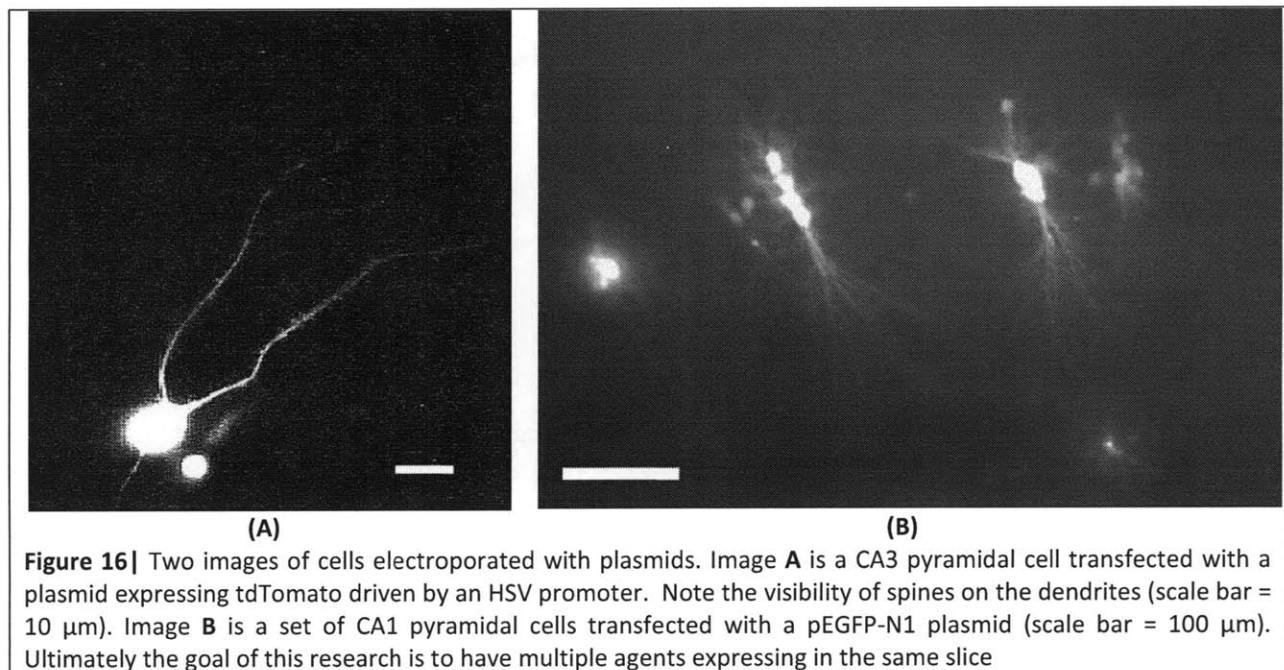 (A) (B)
Figure 16| Two images of cells electroporated with plasmids. Image A is a CA3 pyramidal cell transfected with a
plasmid expressing tdTomato driven by an HSV promoter. Note the visibility of spines on the dendrites (scale bar =
10 µm). Image B is a set of CA1 pyramidal cells transfected with a pEGFP-N1 plasmid (scale bar = 100 µm).
Ultimately the goal of this research is to have multiple agents expressing in the same slice